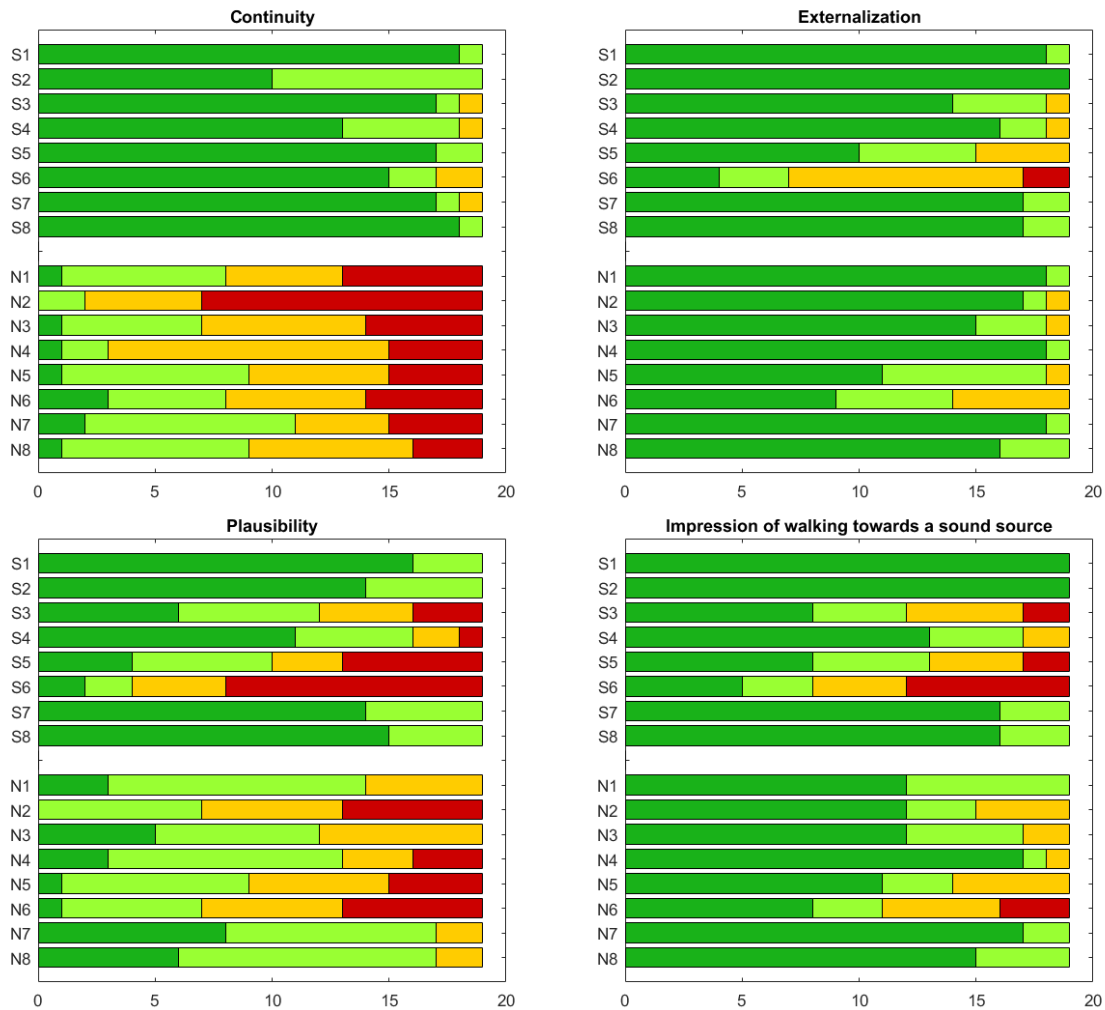 Continuity
S1
S2
S3
S4
S5
S6
S7
S8
N1
N2
N3
N4
N5
N6
N7
N8
0 5 10 15 20
Externalization
S1
S2
S3
S4
S5
S6
S7
S8
N1
N2
N3
N4
N5
N6
N7
N8
0 5 10 15 20
Plausibility
S1
S2
S3
S4
S5
S6
S7
S8
N1
N2
N3
N4
N5
N6
N7
N8
0 5 10 15 20
Impression of walking towards a sound source
S1
S2
S3
S4
S5
S6
S7
S8
N1
N2
N3
N4
N5
N6
N7
N8
0 5 10 15 20